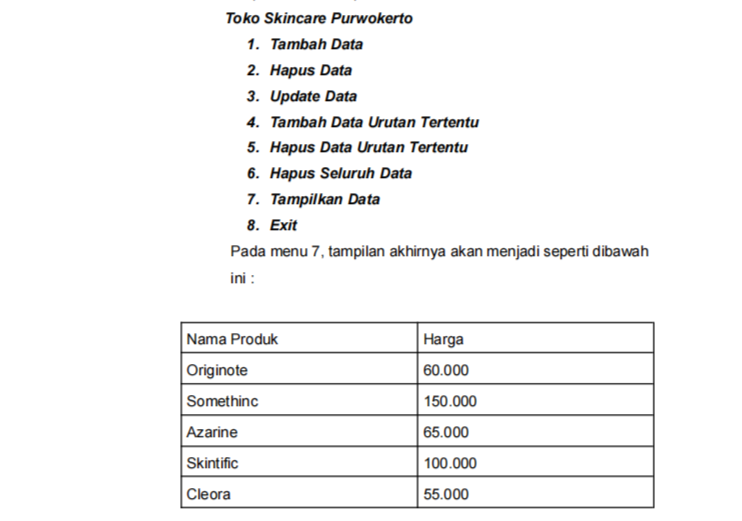 Toko Skincare Purwokerto
1. Tambah Data
2. Hapus Data
3. Update Data
4. Tambah Data Urutan Tertentu
5. Hapus Data Urutan Tertentu
6. Hapus Seluruh Data
7. Tampilkan Data
8. Exit
Pada menu 7, tampilan akhirnya akan menjadi seperti dibawah
ini :
Nama Produk Harga
Originote 60.000
Somethinc 150.000
Azarine 65.000
Skintific 100.000
Cleora 55.000